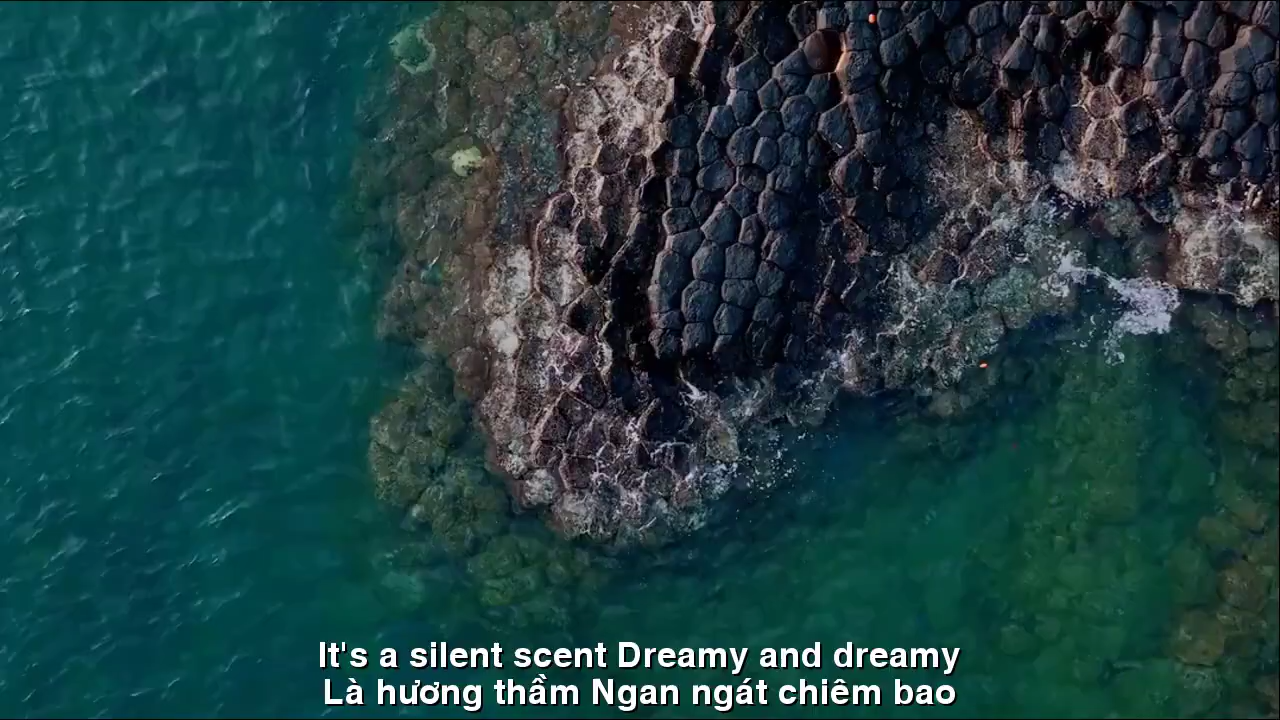 It's a silent scent Dreamy and dreamy
Là hương thầm Ngan ngát chiêm bao